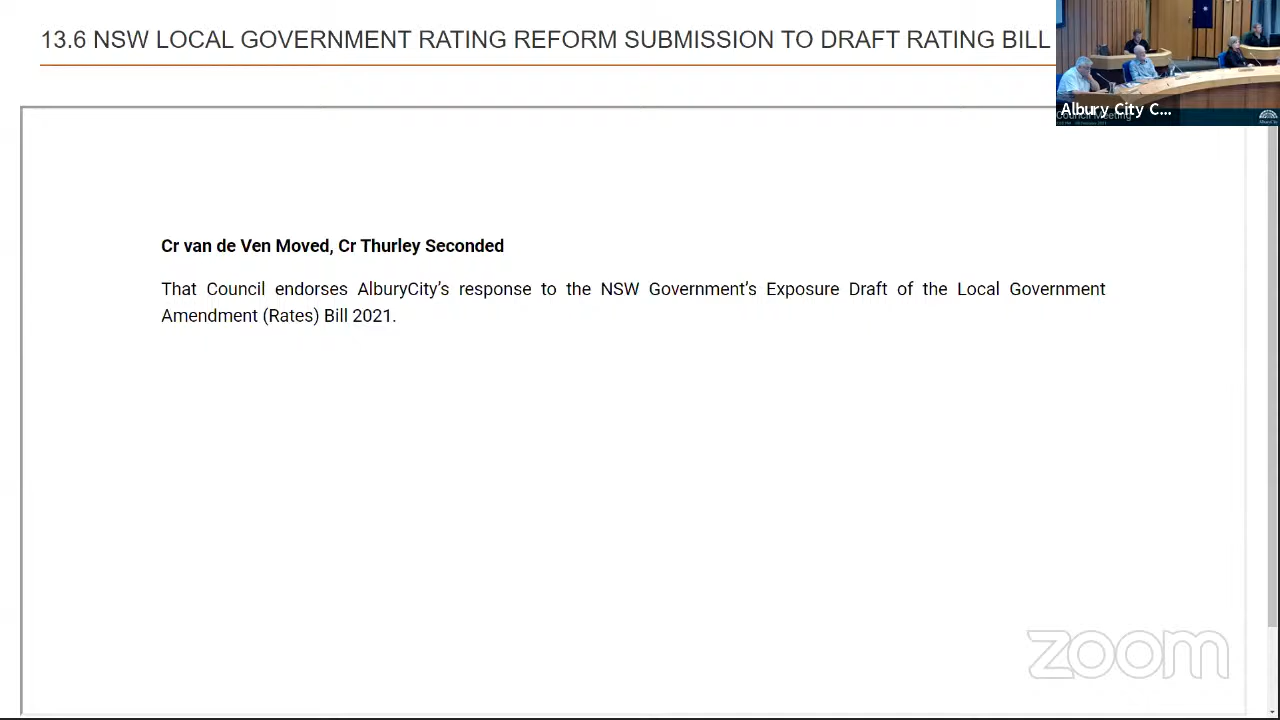 13.6 NSW LOCAL GOVERNMENT RATING REFORM SUBMISSION TO DRAFT RATING BILL
Albury City C...
Council Meeting
Cr van de Ven Moved, Cr Thurley Seconded
That Council endorses AlburyCity’s response to the NSW Government’s Exposure Draft of the Local Government
Amendment (Rates) Bill 2021.
zoom